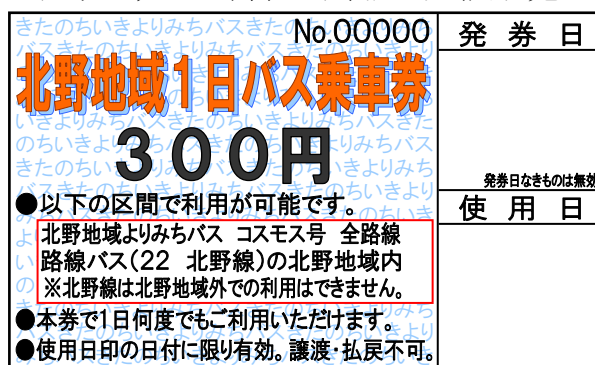 No.00000
北野地域1日バス乗車券
300円
●以下の区間で利用が可能です。
北野地域よりみちバス コスモス号 全路線
路線バス(22 北野線)の北野地域内
※北野線は北野地域外での利用はできません。
●本券で1日何度でもご利用いただけます。
●使用日印の日付に限り有効。譲渡・払戻不可。
発券日
発券日なきものは無効
使用日